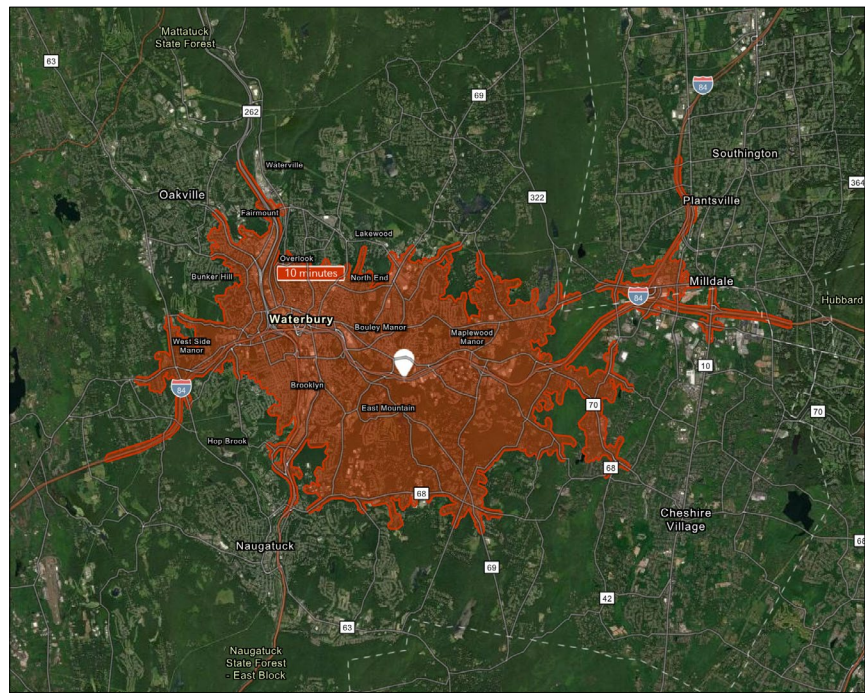 Mattatuck
State Forest
63
69
84
262
Southington
Waterville
364
Oakville
322
Plantsville
Fairmount
Lakewood
Overlook
Bunker Hill
10 minutes
North End
Milldale
84
Hubbard
Waterbury
Bouley Manor
Maplewood
Manor
West Side
Manor
10
Brooklyn
84
East Mountain
70
70
Hop Brook
68
68
Cheshire
Village
68
Naugatuck
69
42
63
Naugatuck
State Forest
- East Block